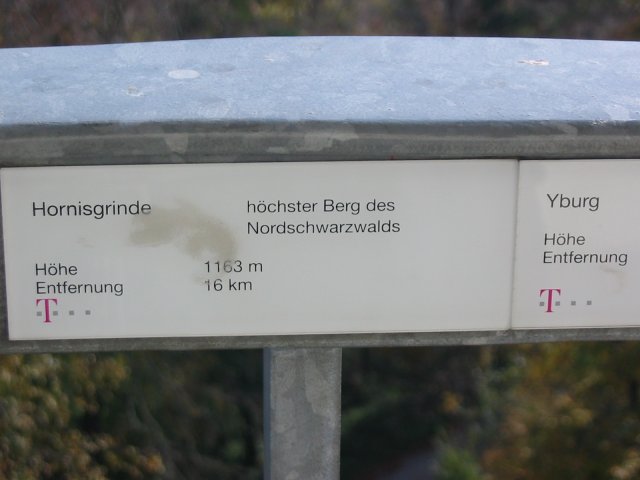 Hornisgrinde
höchster Berg des
Nordschwarzwalds
Höhe 1163 m
Entfernung 16 km
T
Yburg
Höhe
Entfernung
T